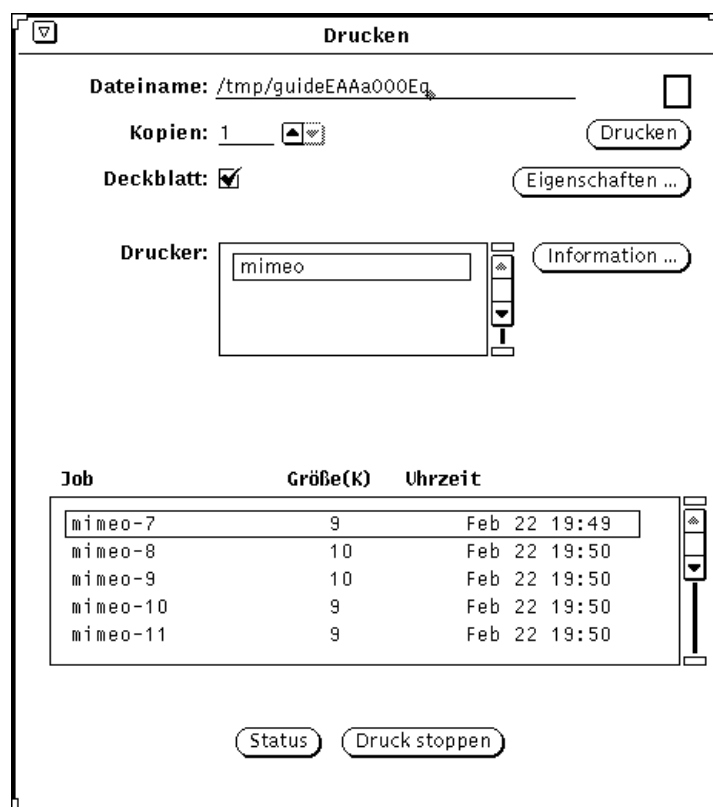 Drucken
Dateiname: /tmp/guideEAAa000Eq
Kopien: 1
Drucken
Deckblatt:
Eigenschaften ...
Drucker: mimeo
Information ...
Job Größe(K) Uhrzeit
mimeo-7 9 Feb 22 19:49
mimeo-8 10 Feb 22 19:50
mimeo-9 10 Feb 22 19:50
mimeo-10 9 Feb 22 19:50
mimeo-11 9 Feb 22 19:50
Status Druck stoppen